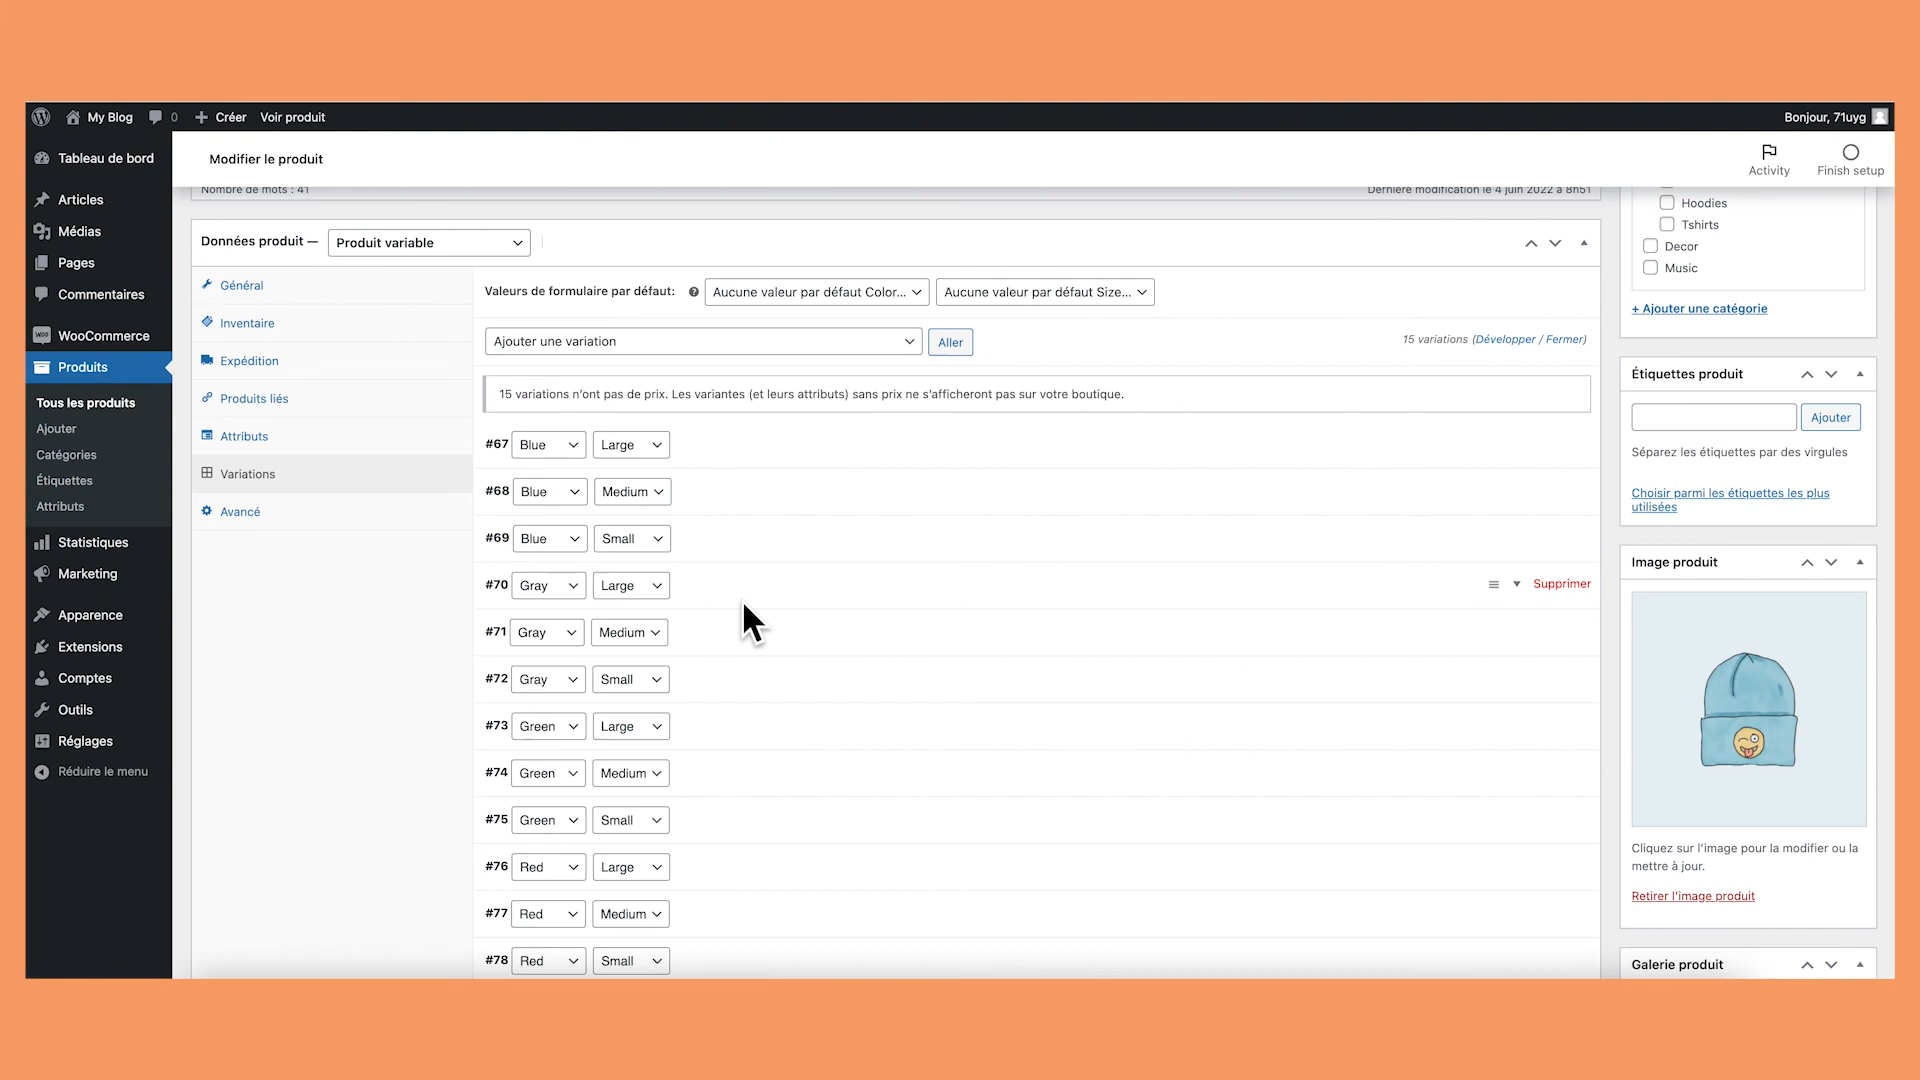 My Blog 0 Créer Voir produit Bonjour, 71uyg
Tableau de bord
Articles
Médias
Pages
Commentaires
WooCommerce
Produits
Tous les produits
Ajouter
Catégories
Étiquettes
Attributs
Statistiques
Marketing
Apparence
Extensions
Comptes
Outils
Réglages
Réduire le menu
Modifier le produit
Activity
Finish setup
Nombre de mots : 41
Dernière modification le 4 juin 2022 à 8h51
Données produit — Produit variable
Général
Inventaire
Expédition
Produits liés
Attributs
Variations
Avancé
Valeurs de formulaire par défaut: Aucune valeur par défaut Color... Aucune valeur par défaut Size...
Ajouter une variation Aller
15 variations (Développer / Fermer)
15 variations n'ont pas de prix. Les variantes (et leurs attributs) sans prix ne s'afficheront pas sur votre boutique.
#67 Blue Large
#68 Blue Medium
#69 Blue Small
#70 Gray Large Supprimer
#71 Gray Medium
#72 Gray Small
#73 Green Large
#74 Green Medium
#75 Green Small
#76 Red Large
#77 Red Medium
#78 Red Small
Hoodies
Tshirts
Decor
Music
+ Ajouter une catégorie
Étiquettes produit
Ajouter
Séparez les étiquettes par des virgules
Choisir parmi les étiquettes les plus
utilisées
Image produit
Cliquez sur l'image pour la modifier ou la
mettre à jour.
Retirer l'image produit
Galerie produit